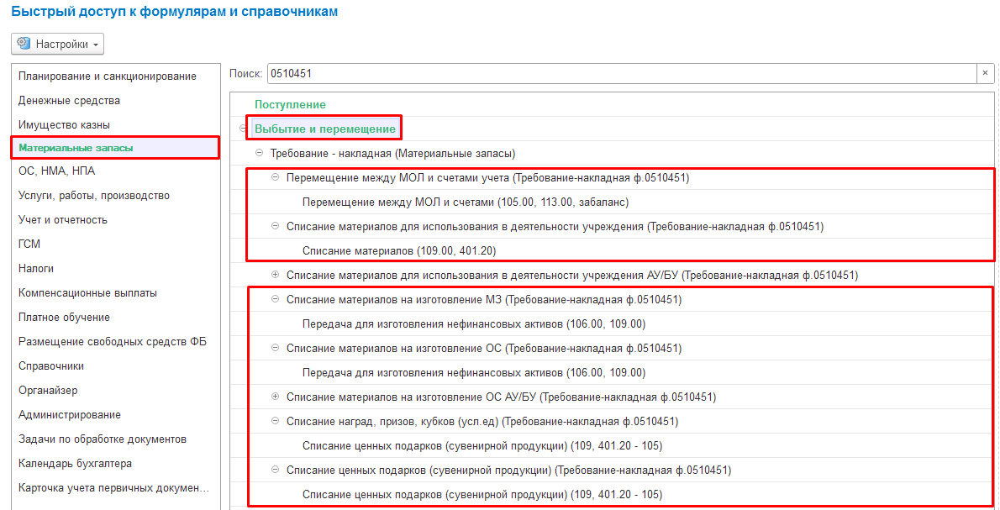 Быстрый доступ к формулярам и справочникам
Настройки
Планирование и санкционирование
Денежные средства
Имущество казны
Материальные запасы
ОС, НМА, НПА
Услуги, работы, производство
Учет и отчетность
ГСМ
Налоги
Компенсационные выплаты
Платное обучение
Размещение свободных средств ФБ
Справочники
Органайзер
Администрирование
Задачи по обработке документов
Календарь бухгалтера
Карточка учета первичных докумен...
Поиск: 0510451
Поступление
Выбытие и перемещение
Требование - накладная (Материальные запасы)
Перемещение между МОЛ и счетами учета (Требование-накладная ф.0510451)
Перемещение между МОЛ и счетами (105.00, 113.00, забаланс)
Списание материалов для использования в деятельности учреждения (Требование-накладная ф.0510451)
Списание материалов (109.00, 401.20)
Списание материалов для использования в деятельности учреждения АУ/БУ (Требование-накладная ф.0510451)
Списание материалов на изготовление МЗ (Требование-накладная ф.0510451)
Передача для изготовления нефинансовых активов (106.00, 109.00)
Списание материалов на изготовление ОС (Требование-накладная ф.0510451)
Передача для изготовления нефинансовых активов (106.00, 109.00)
Списание материалов на изготовление ОС АУ/БУ (Требование-накладная ф.0510451)
Списание наград, призов, кубков (усл.ед) (Требование-накладная ф.0510451)
Списание ценных подарков (сувенирной продукции) (109, 401.20 - 105)
Списание ценных подарков (сувенирной продукции) (Требование-накладная ф.0510451)
Списание ценных подарков (сувенирной продукции) (109, 401.20 - 105)